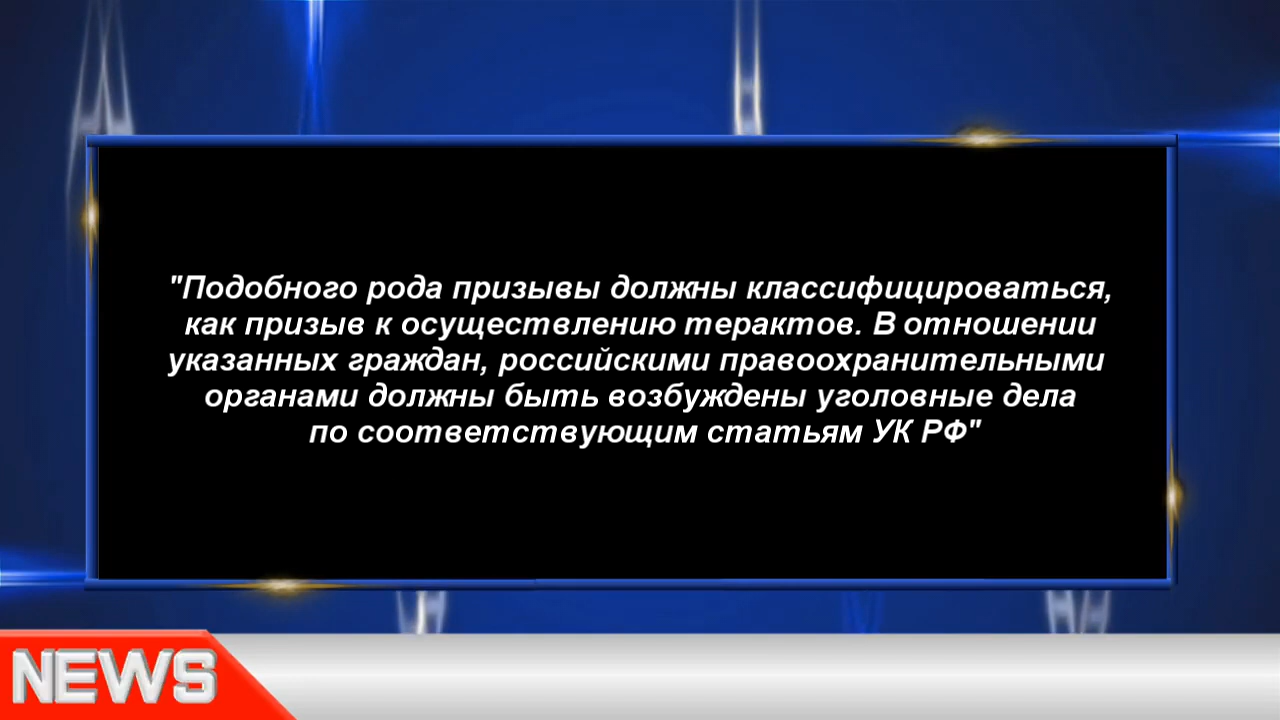 "Подобного рода призывы должны классифицироваться,
как призыв к осуществлению терактов. В отношении
указанных граждан, российскими правоохранительными
органами должны быть возбуждены уголовные дела
по соответствующим статьям УК РФ"
NEWS